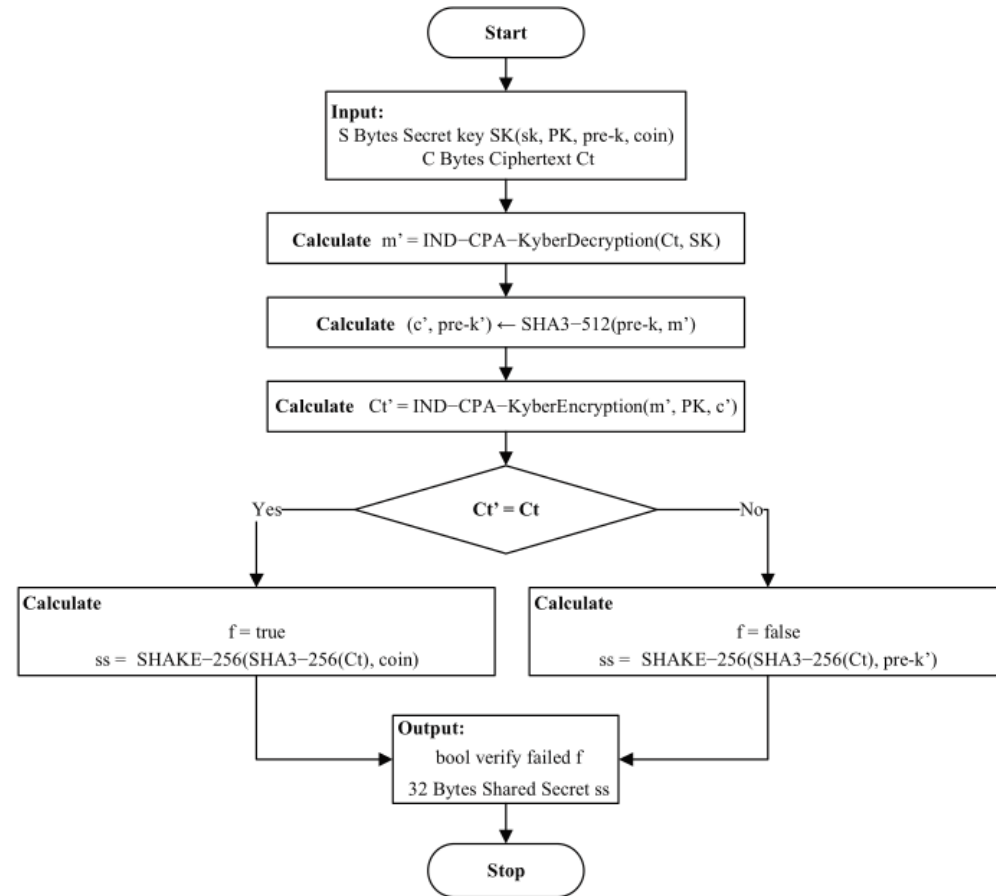 Start
Input:
S Bytes Secret key SK(sk, PK, pre-k, coin)
C Bytes Ciphertext Ct
Calculate m’ = IND−CPA−KyberDecryption(Ct, SK)
Calculate (c’, pre-k’) ← SHA3−512(pre-k, m’)
Calculate Ct’ = IND−CPA−KyberEncryption(m’, PK, c’)
Ct’ = Ct
Yes
No
Calculate
f = true
ss = SHAKE−256(SHA3−256(Ct), coin)
Calculate
f = false
ss = SHAKE−256(SHA3−256(Ct), pre-k’)
Output:
bool verify failed f
32 Bytes Shared Secret ss
Stop